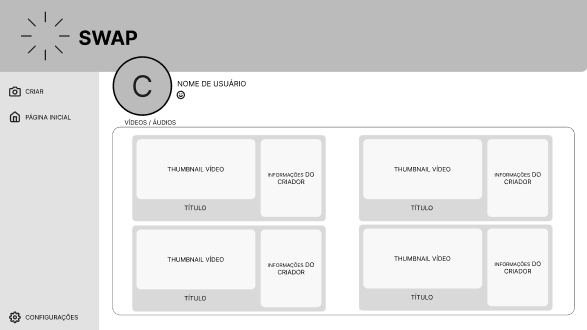 SWAP
C
NOME DE USUÁRIO
CRIAR
PÁGINA INICIAL
VÍDEOS / ÁUDIOS
THUMBNAIL VÍDEO
INFORMAÇÕES DO
CRIADOR
TÍTULO
THUMBNAIL VÍDEO
INFORMAÇÕES DO
CRIADOR
TÍTULO
THUMBNAIL VÍDEO
INFORMAÇÕES DO
CRIADOR
TÍTULO
THUMBNAIL VÍDEO
INFORMAÇÕES DO
CRIADOR
TÍTULO
CONFIGURAÇÕES